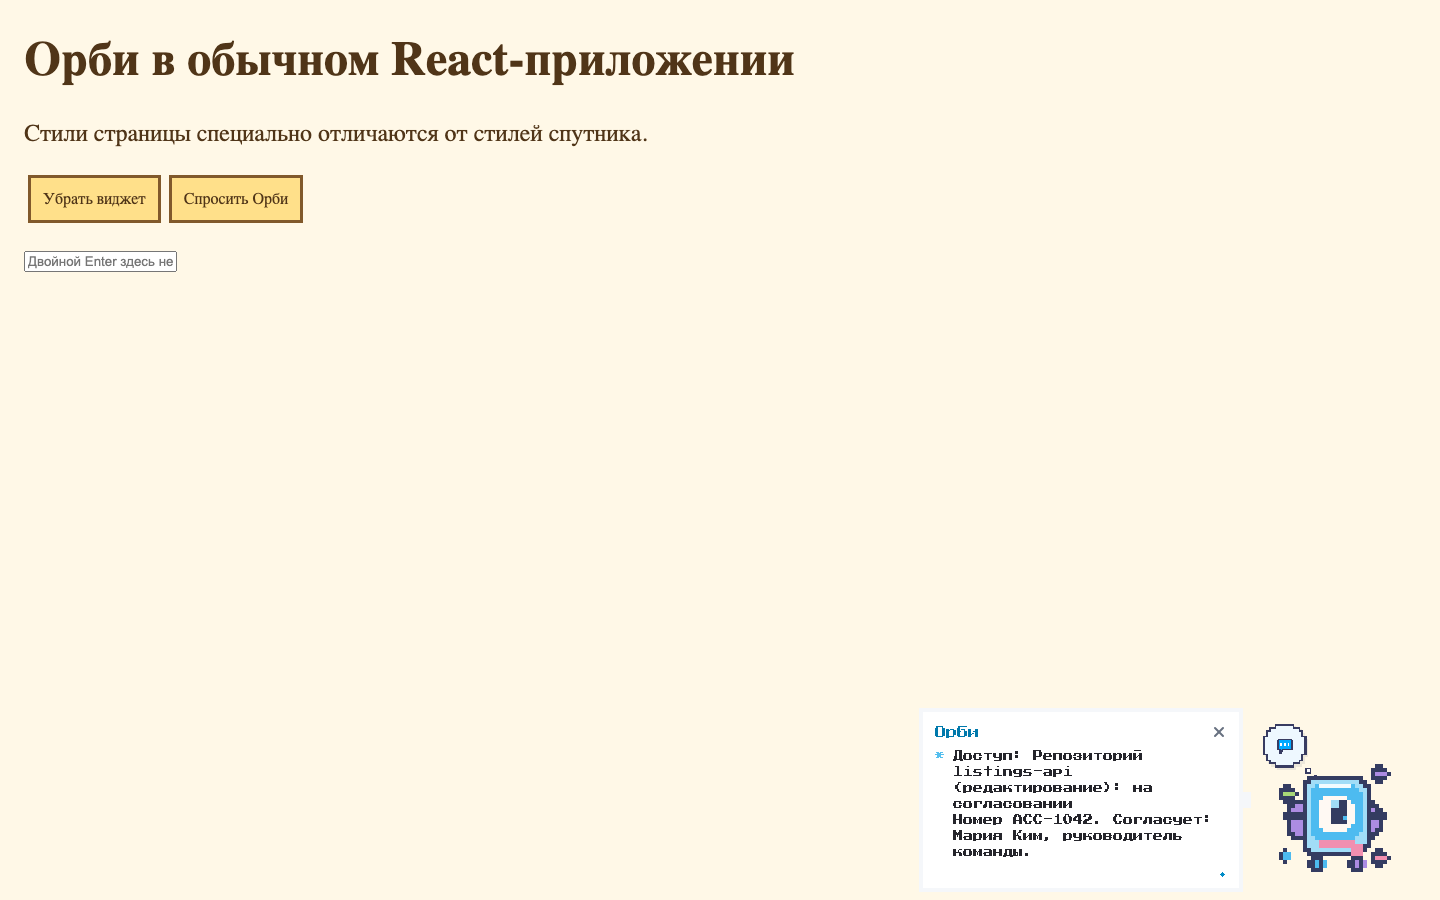 Орби в обычном React-приложении
Стили страницы специально отличаются от стилей спутника.
Убрать виджет Спросить Орби
Двойной Enter здесь не
Орби
Доступ: Репозиторий
listings-api
(редактирование): на
согласовании
Номер ACC-1042. Согласует:
Мария Ким, руководитель
команды.